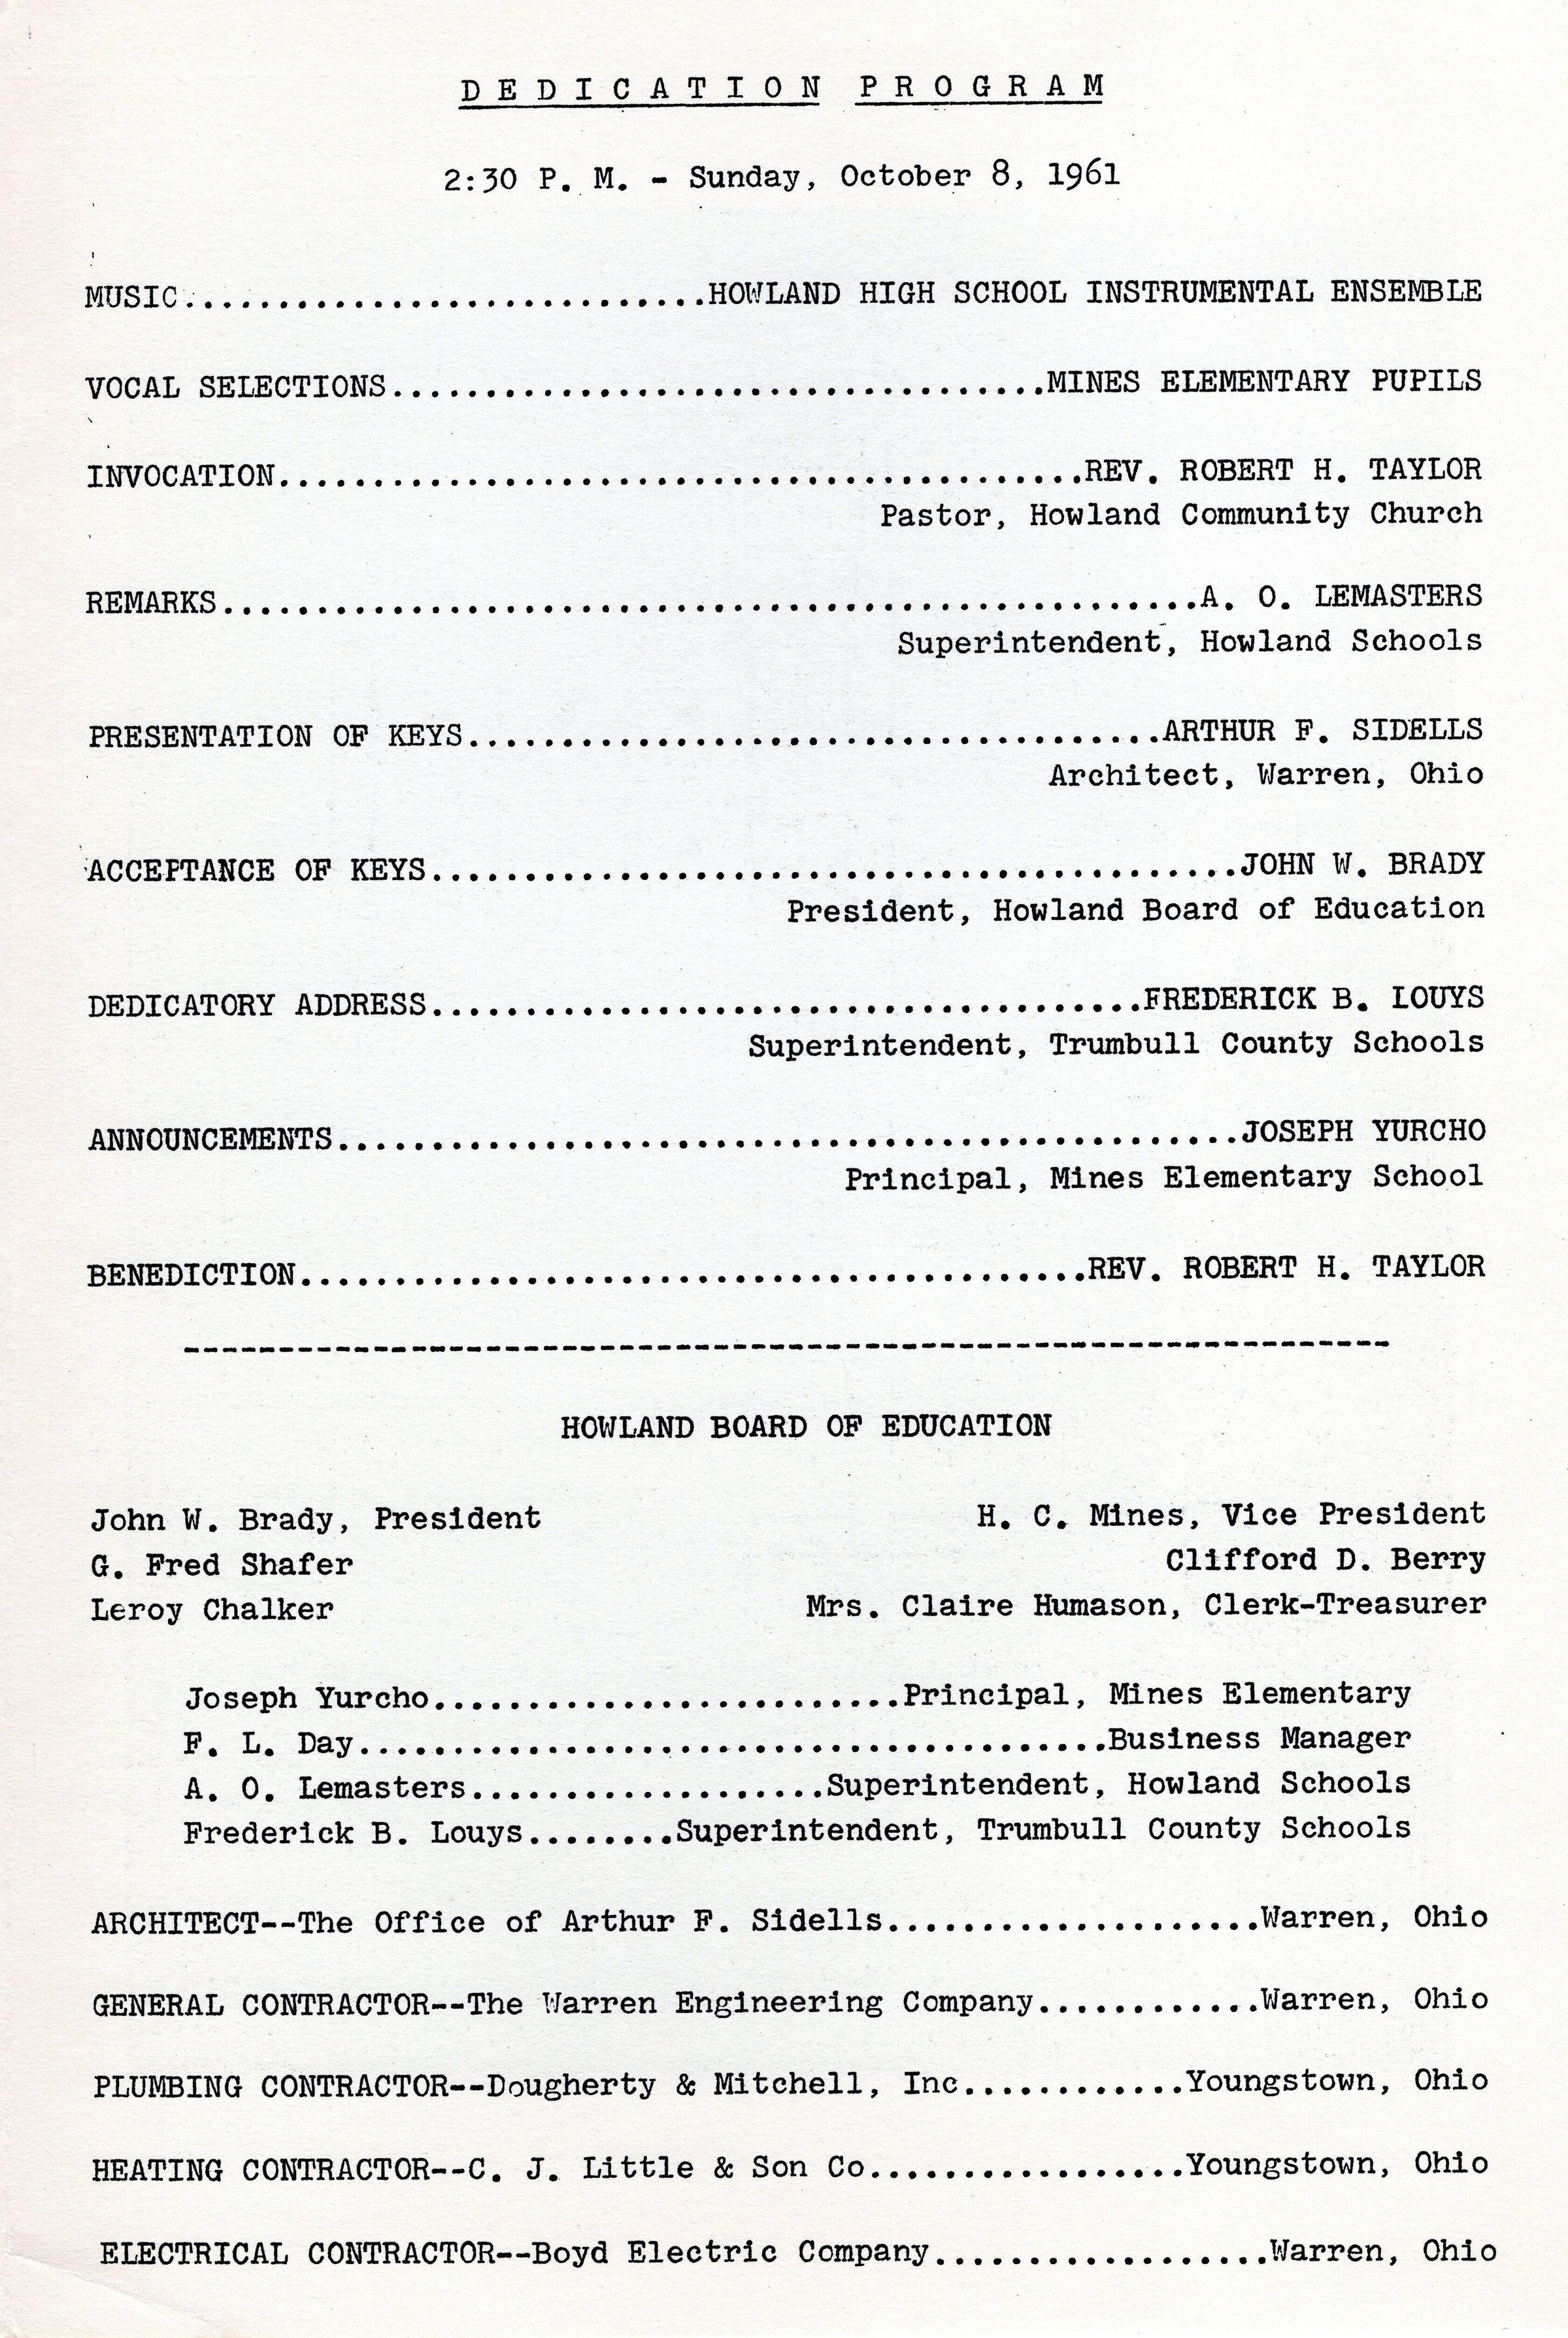 DEDICATION PROGRAM
2:30 P. M. - Sunday, October 8, 1961
MUSIC............................HOWLAND HIGH SCHOOL INSTRUMENTAL ENSEMBLE
VOCAL SELECTIONS...................................MINES ELEMENTARY PUPILS
INVOCATION...........................................REV. ROBERT H. TAYLOR
Pastor, Howland Community Church
REMARKS....................................................A. O. LEMASTERS
Superintendent, Howland Schools
PRESENTATION OF KEYS.....................................ARTHUR F. SIDELLS
Architect, Warren, Ohio
ACCEPTANCE OF KEYS...........................................JOHN W. BRADY
President, Howland Board of Education
DEDICATORY ADDRESS......................................FREDERICK B. LOUYS
Superintendent, Trumbull County Schools
ANNOUNCEMENTS................................................JOSEPH YURCHO
Principal, Mines Elementary School
BENEDICTION..........................................REV. ROBERT H. TAYLOR
----------------------------------------------------------------
HOWLAND BOARD OF EDUCATION
John W. Brady, President H. C. Mines, Vice President
G. Fred Shafer Clifford D. Berry
Leroy Chalker Mrs. Claire Humason, Clerk-Treasurer
Joseph Yurcho.........................Principal, Mines Elementary
F. L. Day........................................Business Manager
A. O. Lemasters...................Superintendent, Howland Schools
Frederick B. Louys........Superintendent, Trumbull County Schools
ARCHITECT--The Office of Arthur F. Sidells....................Warren, Ohio
GENERAL CONTRACTOR--The Warren Engineering Company............Warren, Ohio
PLUMBING CONTRACTOR--Dougherty & Mitchell, Inc............Youngstown, Ohio
HEATING CONTRACTOR--C. J. Little & Son Co.................Youngstown, Ohio
ELECTRICAL CONTRACTOR--Boyd Electric Company..................Warren, Ohio